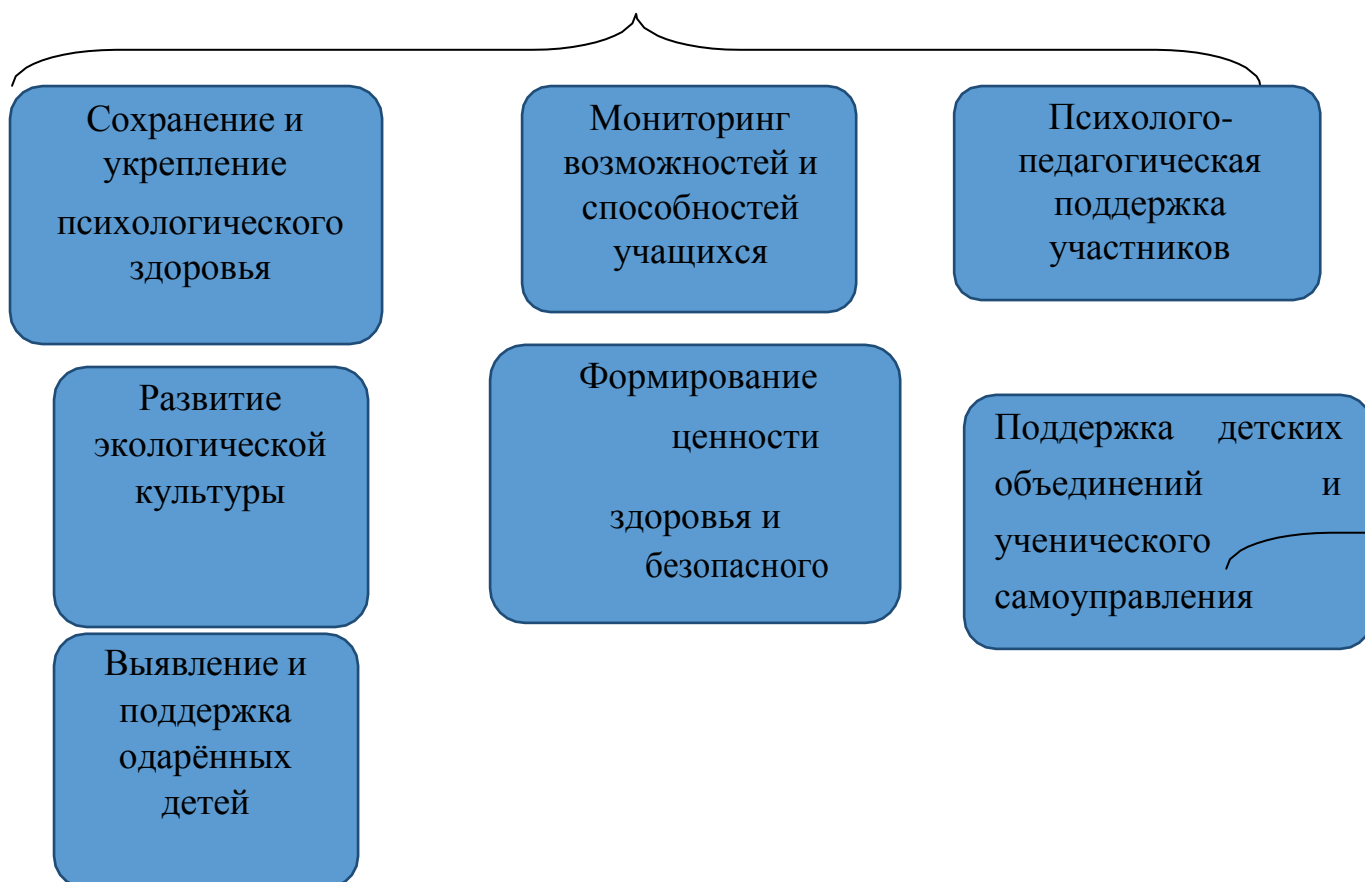 Сохранение и
укрепление
психологического
здоровья
Мониторинг
возможностей и
способностей
учащихся
Психолого-
педагогическая
поддержка
участников
Развитие
экологической
культуры
Формирование
ценности
здоровья и
безопасного
Поддержка детских
объединений и
ученического
самоуправления
Выявление и
поддержка
одарённых
детей